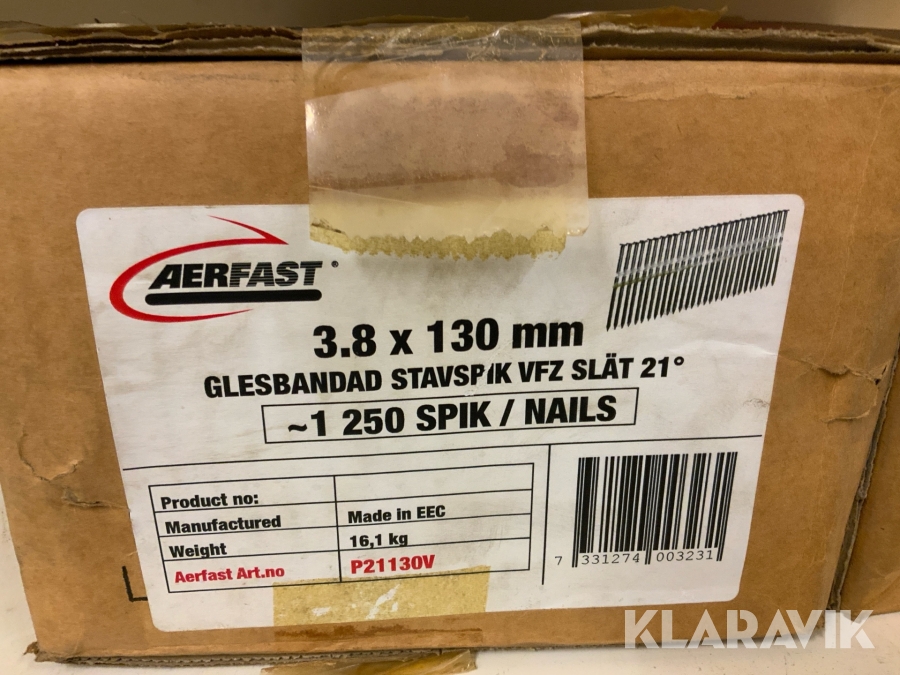 AERFAST®
3.8 x 130 mm
GLESBANDAD STAVSPIK VFZ SLÄT 21°
~1 250 SPIK / NAILS
Product no:
Manufactured Made in EEC
Weight 16,1 kg
Aerfast Art.no P21130V
7 331274 003231
KLARAVIK